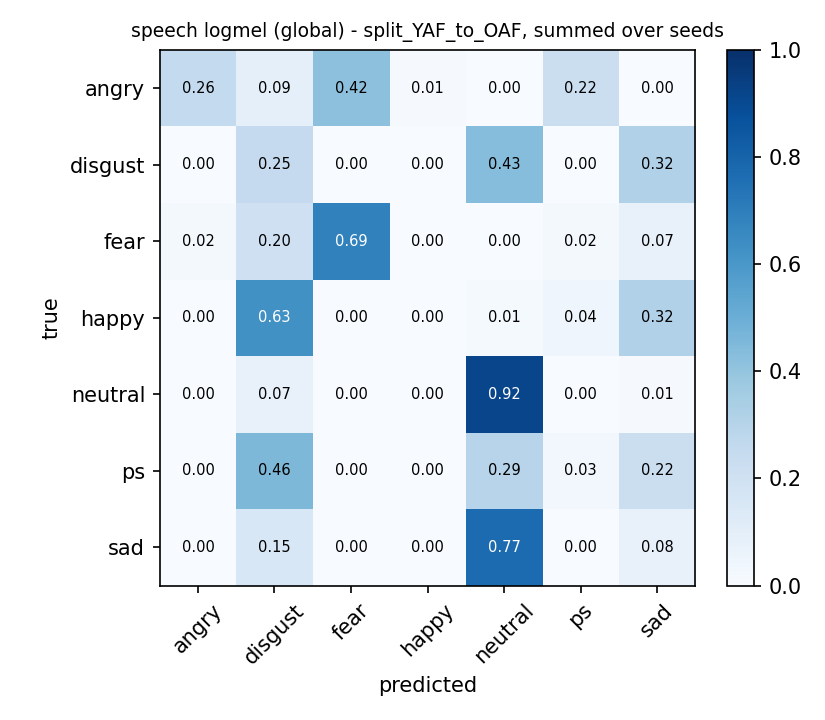 speech logmel (global) - split_YAF_to_OAF, summed over seeds
angry 0.26 0.09 0.42 0.01 0.00 0.22 0.00
disgust 0.00 0.25 0.00 0.00 0.43 0.00 0.32
fear 0.02 0.20 0.69 0.00 0.00 0.02 0.07
happy 0.00 0.63 0.00 0.00 0.01 0.04 0.32
neutral 0.00 0.07 0.00 0.00 0.92 0.00 0.01
ps 0.00 0.46 0.00 0.00 0.29 0.03 0.22
sad 0.00 0.15 0.00 0.00 0.77 0.00 0.08
true
angry disgust fear happy neutral ps sad
predicted
1.0
0.8
0.6
0.4
0.2
0.0